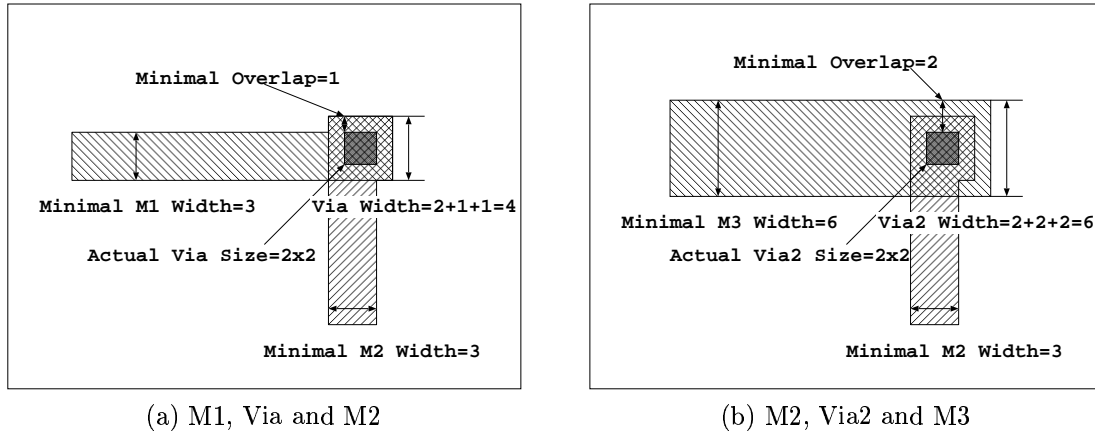 Minimal Overlap=1
Minimal M1 Width=3
Via Width=2+1+1=4
Actual Via Size=2x2
Minimal M2 Width=3
(a) M1, Via and M2
Minimal Overlap=2
Minimal M3 Width=6
Via2 Width=2+2+2=6
Actual Via2 Size=2x2
Minimal M2 Width=3
(b) M2, Via2 and M3